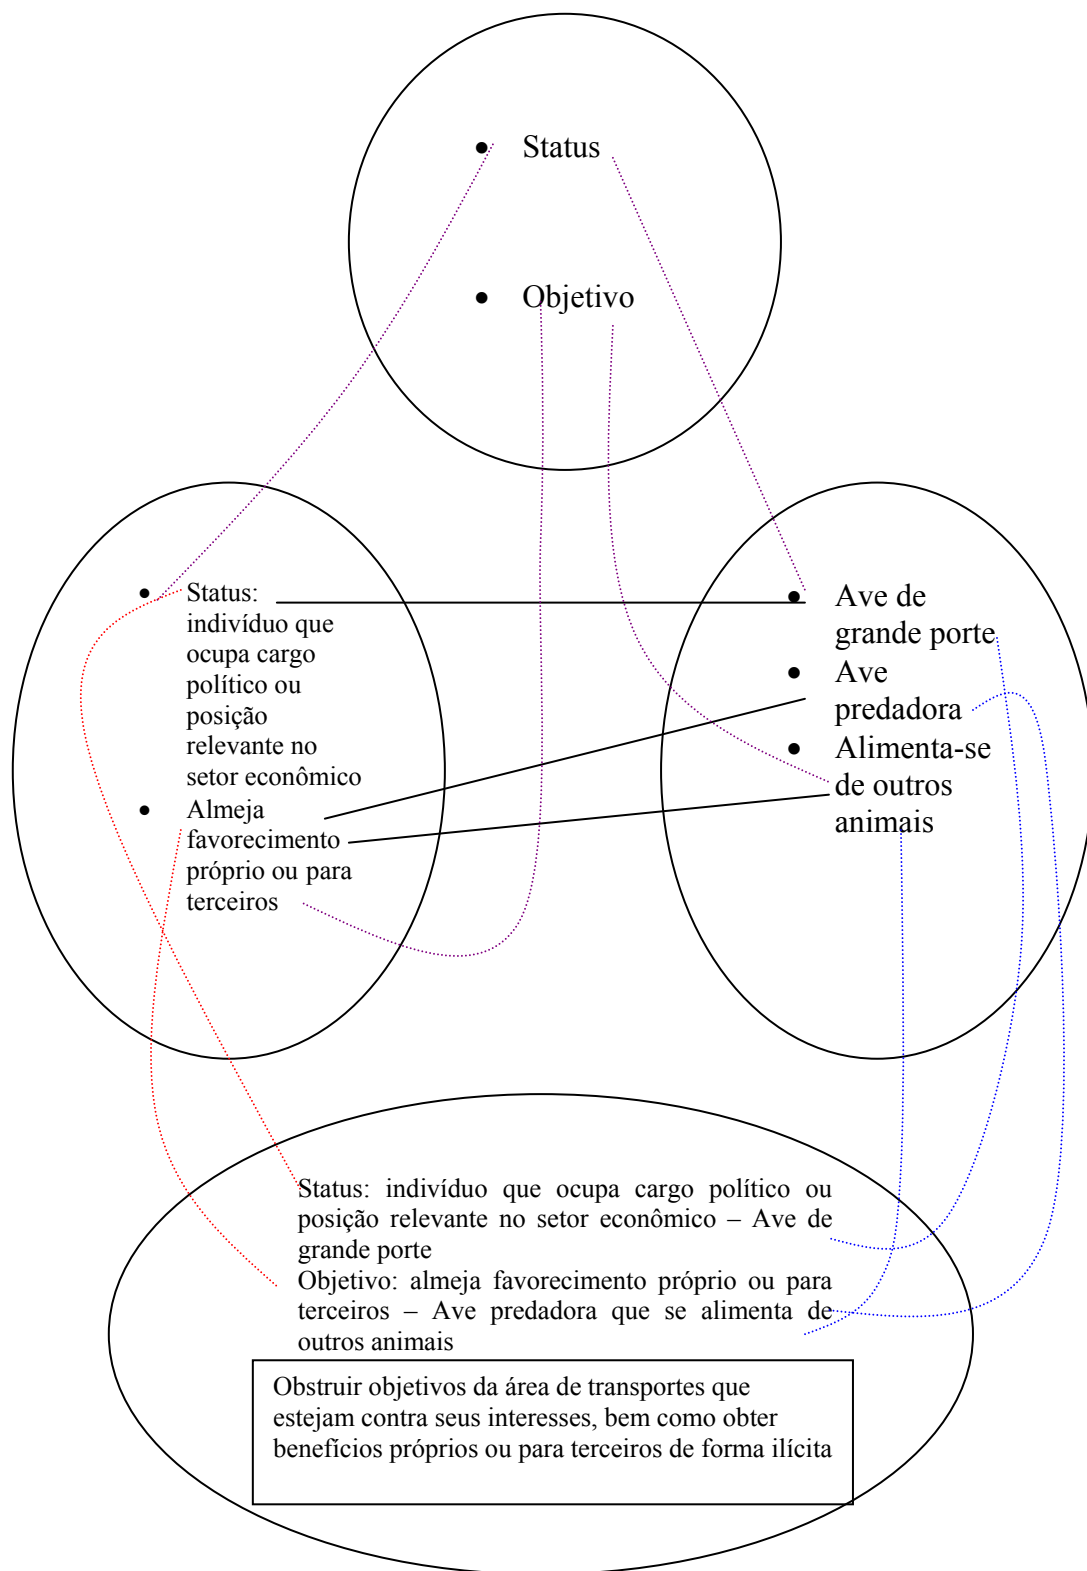 • Status
• Objetivo
• Status:
indivíduo que
ocupa cargo
político ou
posição
relevante no
setor econômico
• Almeja
favorecimento
próprio ou para
terceiros
• Ave de
grande porte
• Ave
predadora
• Alimenta-se
de outros
animais
Status: indivíduo que ocupa cargo político ou
posição relevante no setor econômico – Ave de
grande porte
Objetivo: almeja favorecimento próprio ou para
terceiros – Ave predadora que se alimenta de
outros animais
Obstruir objetivos da área de transportes que
estejam contra seus interesses, bem como obter
benefícios próprios ou para terceiros de forma ilícita